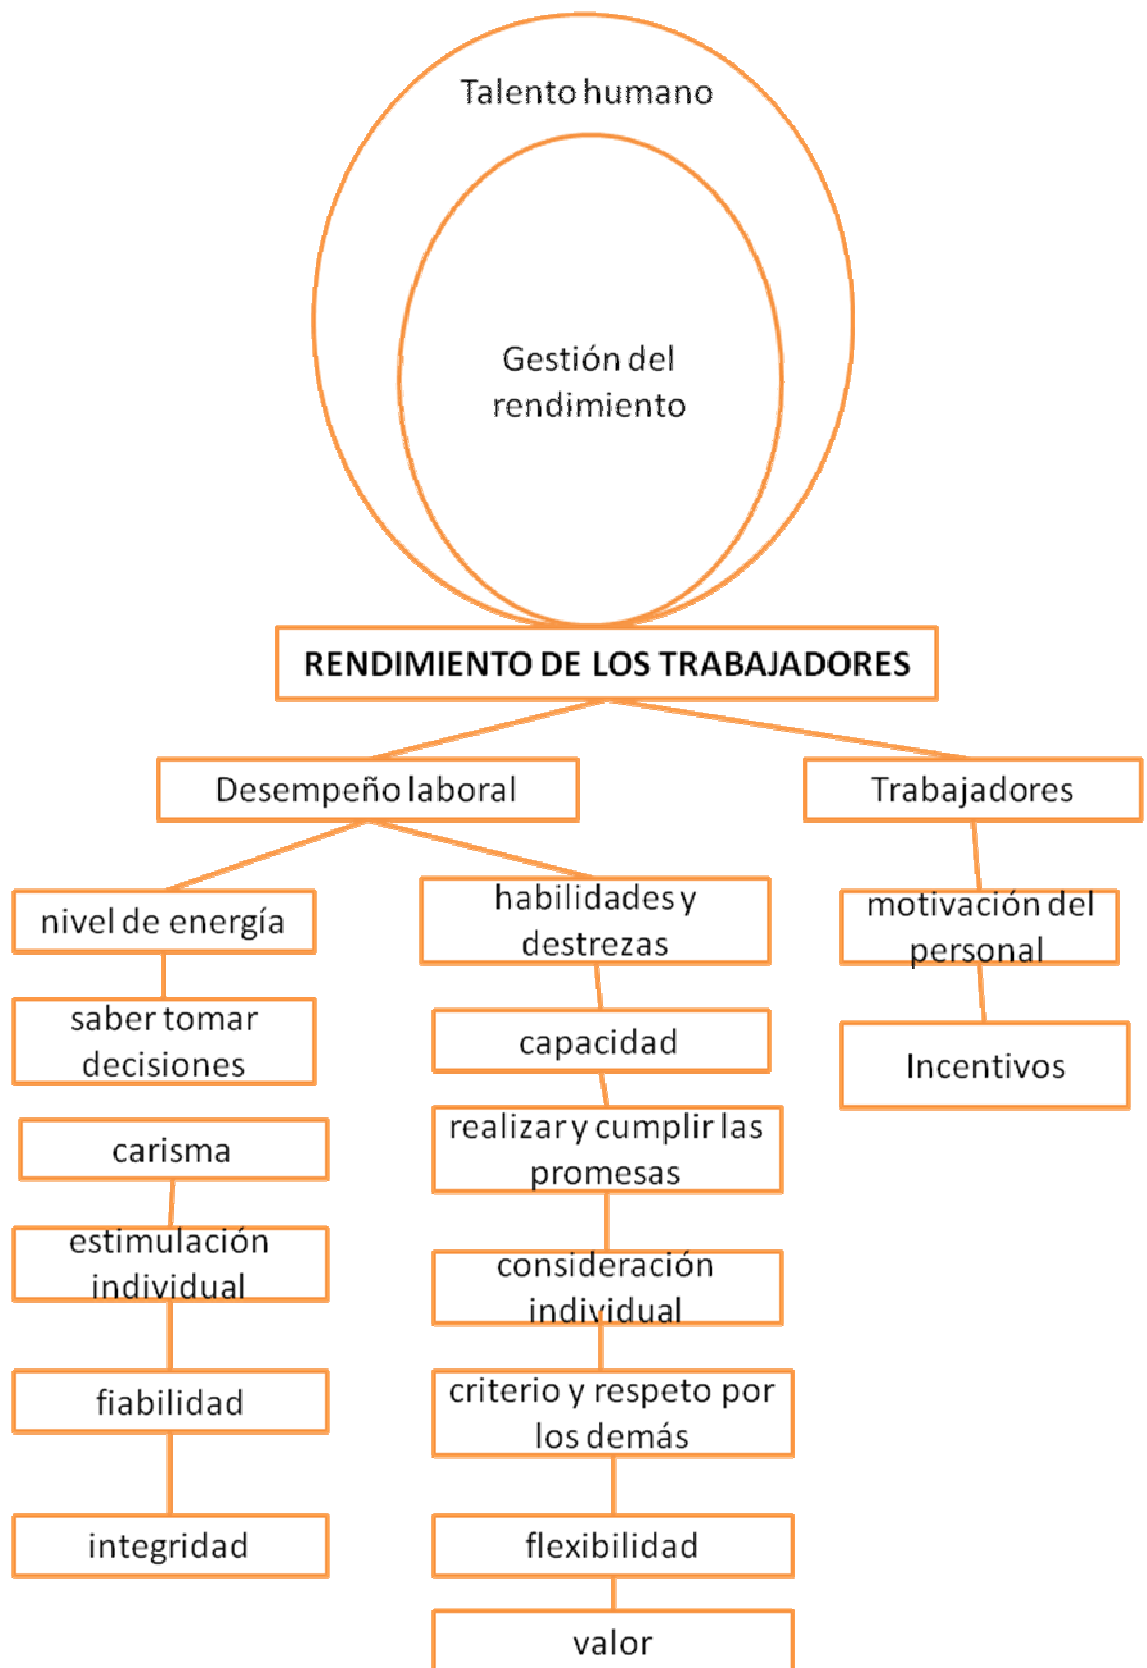 Talento humano
Gestión del
rendimiento
RENDIMIENTO DE LOS TRABAJADORES
Desempeño laboral
Trabajadores
nivel de energía
habilidades y
destrezas
motivación del
personal
saber tomar
decisiones
capacidad
Incentivos
carisma
realizar y cumplir las
promesas
estimulación
individual
consideración
individual
fiabilidad
criterio y respeto por
los demás
integridad
flexibilidad
valor